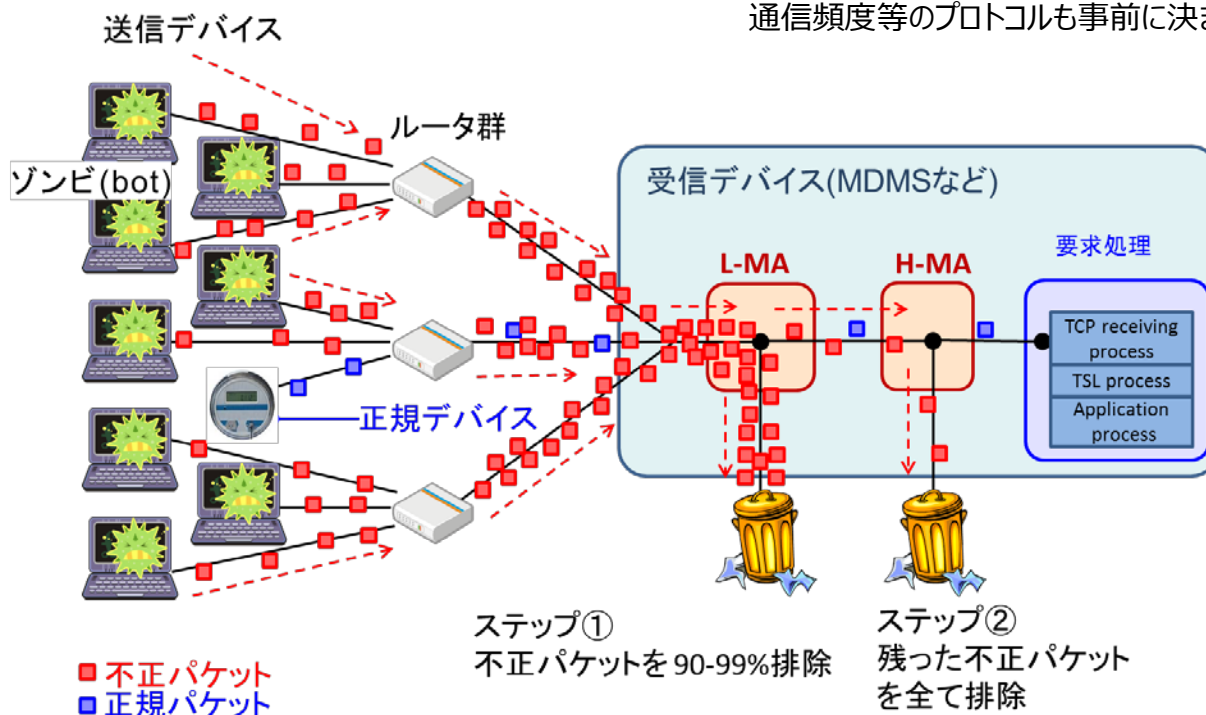 通信頻度等のプロトコルも事前に決ま
送信デバイス
ルータ群
ゾンビ(bot)
受信デバイス(MDMSなど)
要求処理
L-MA
H-MA
TCP receiving
process
TSL process
Application
process
正規デバイス
ステップ①
不正パケットを90-99%排除
ステップ②
残った不正パケット
を全て排除
不正パケット
正規パケット